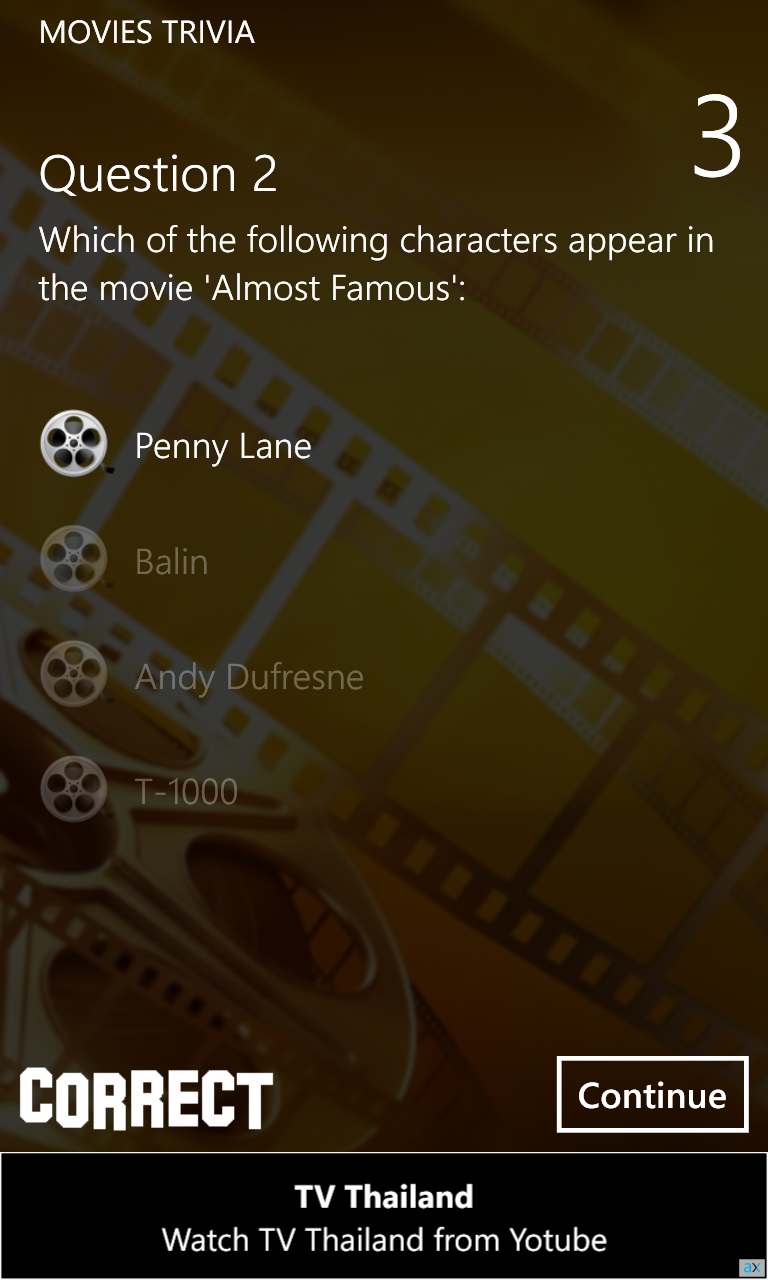 MOVIES TRIVIA
3
Question 2
Which of the following characters appear in
the movie 'Almost Famous':
Penny Lane
Balin
Andy Dufresne
T-1000
CORRECT
Continue
TV Thailand
Watch TV Thailand from Yotube
ax